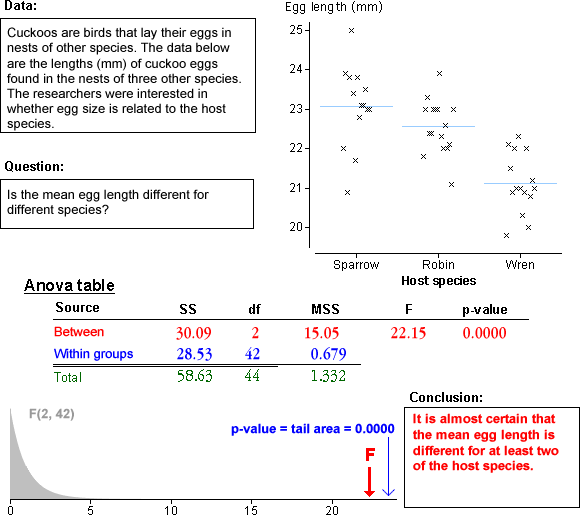 Data:
Cuckoos are birds that lay their eggs in
nests of other species. The data below
are the lengths (mm) of cuckoo eggs
found in the nests of three other species.
The researchers were interested in
whether egg size is related to the host
species.
Question:
Is the mean egg length different for
different species?
Egg length (mm)
25
24
23
22
21
20
Sparrow Robin Wren
Host species
Anova table
Source SS df MSS F p-value
Between 30.09 2 15.05 22.15 0.0000
Within groups 28.53 42 0.679
Total 58.63 44 1.332
F(2, 42)
p-value = tail area = 0.0000
F
0 5 10 15 20
Conclusion:
It is almost certain that
the mean egg length is
different for at least two
of the host species.